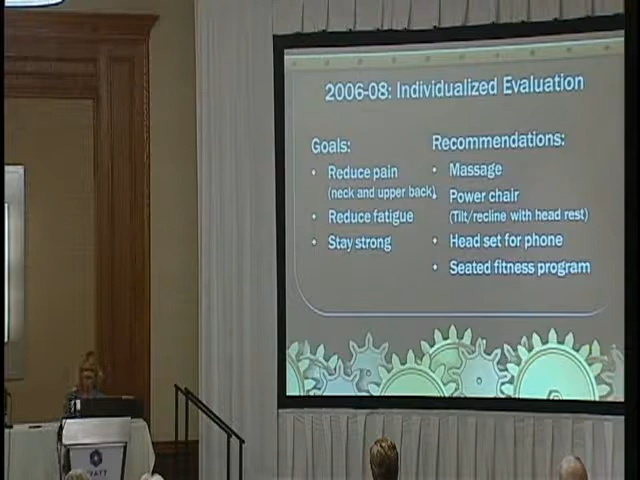 2006-08: Individualized Evaluation
Goals:
• Reduce pain
(neck and upper back)
• Reduce fatigue
• Stay strong
Recommendations:
• Massage
• Power chair
(Tilt/recline with head rest)
• Head set for phone
• Seated fitness program
HYATT